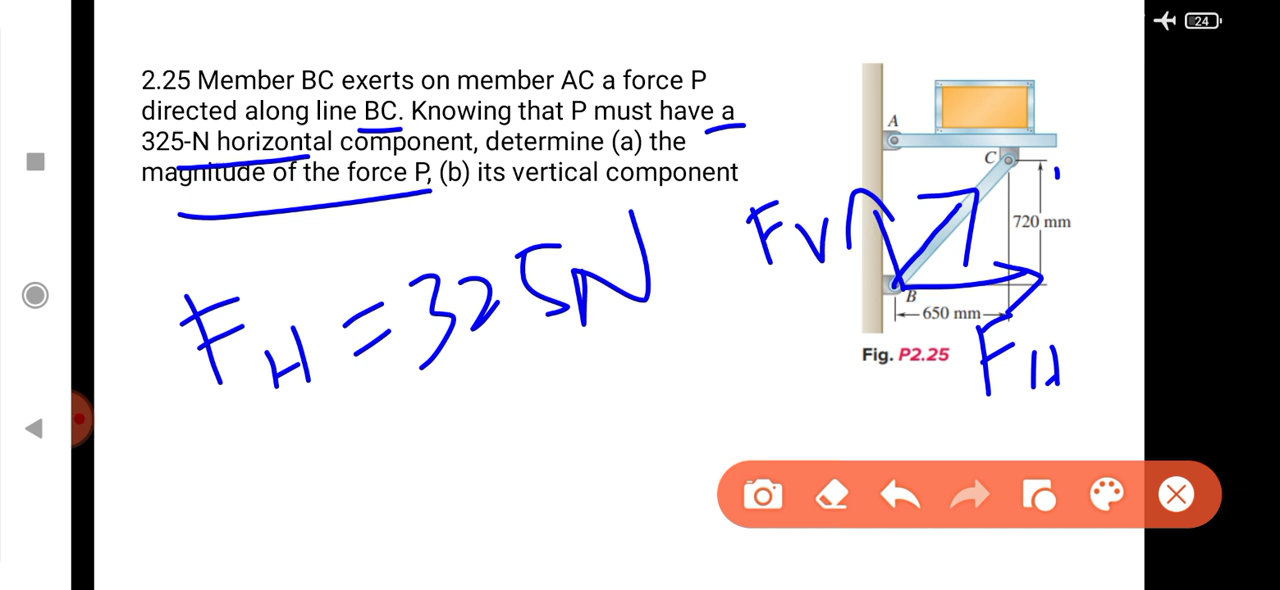 24
2.25 Member BC exerts on member AC a force P
directed along line BC. Knowing that P must have a
325-N horizontal component, determine (a) the
magnitude of the force P, (b) its vertical component
A
C
720 mm
B
650 mm
Fig. P2.25
FV
FH
FH = 325N